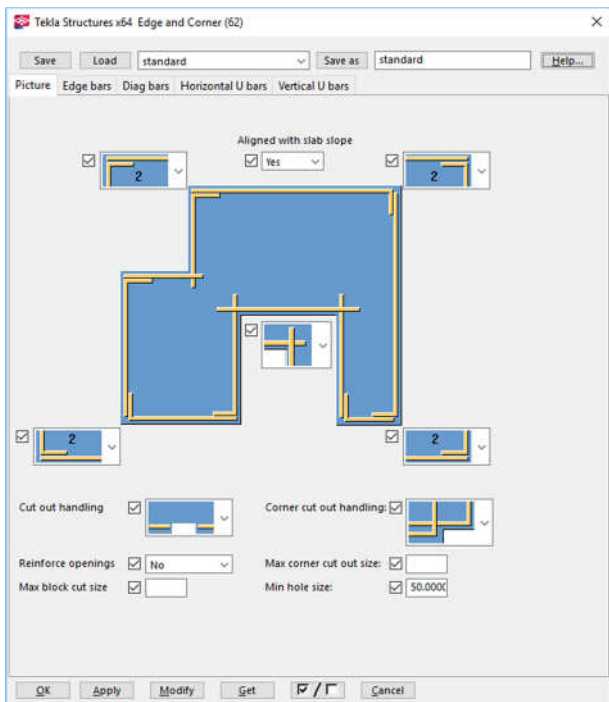 Tekla Structures x64 Edge and Corner (62)
Save Load standard Save as standard Help...
Picture Edge bars Diag bars Horizontal U bars Vertical U bars
Aligned with slab slope
2 Yes 2
2 2
Cut out handling Corner cut out handling:
Reinforce openings No Max corner cut out size:
Max block cut size Min hole size: 50.0000
OK Apply Modify Get / Cancel